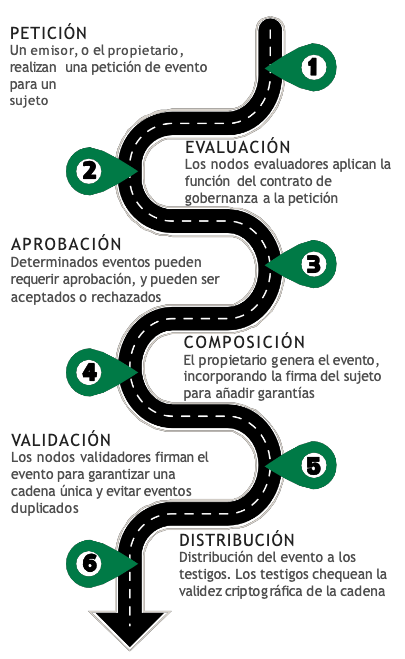 PETICIÓN
Un emisor, o el propietario,
realizan una petición de evento
para un
sujeto
1
EVALUACIÓN
Los nodos evaluadores aplican la
función del contrato de
gobernanza a la petición
2
APROBACIÓN
Determinados eventos pueden
requerir aprobación, y pueden ser
aceptados o rechazados
3
COMPOSICIÓN
El propietario genera el evento,
incorporando la firma del sujeto
para añadir garantías
4
VALIDACIÓN
Los nodos validadores firman el
evento para garantizar una
cadena única y evitar eventos
duplicados
5
DISTRIBUCIÓN
Distribución del evento a los
testigos. Los testigos chequean la
validez criptográfica de la cadena
6